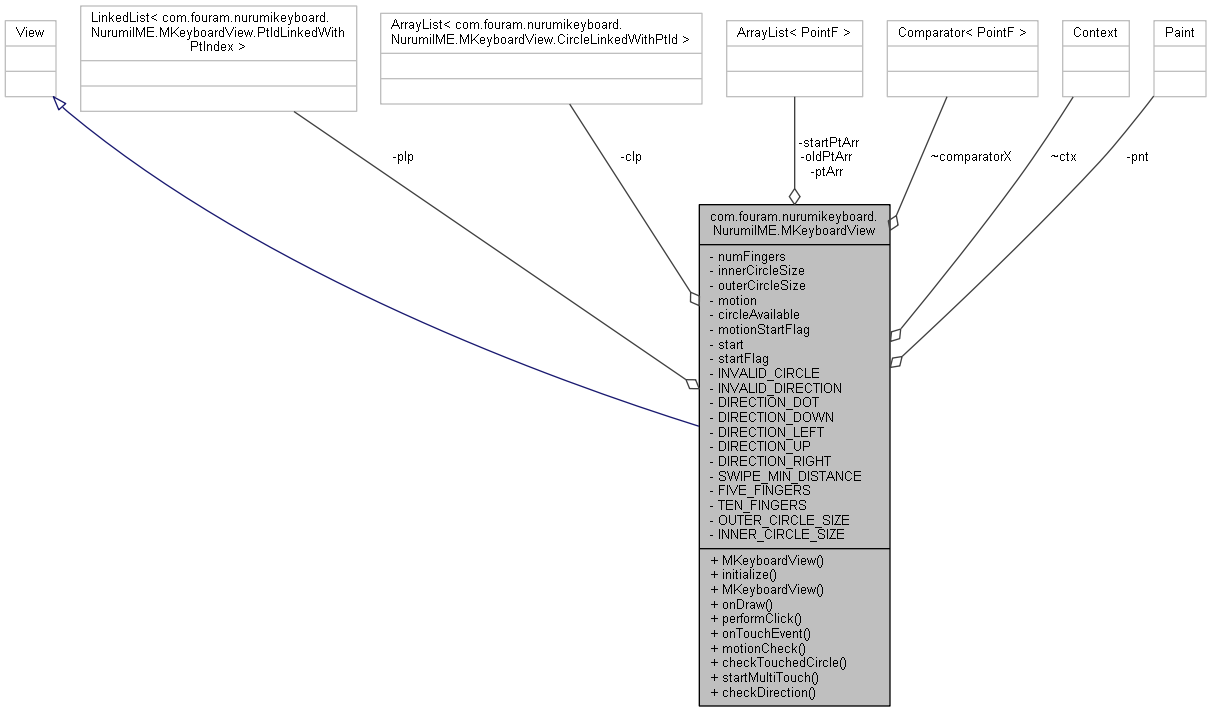 View
LinkedList< com.fouram.nurumikeyboard.
NurumiIME.MKeyboardView.PtIdLinkedWith
PtIndex >
ArrayList< com.fouram.nurumikeyboard.
NurumiIME.MKeyboardView.CircleLinkedWithPtId >
ArrayList< PointF >
Comparator< PointF >
Context
Paint
-plp
-clp
-startPtArr
-oldPtArr
-ptArr
~comparatorX
~ctx
-pnt
com.fouram.nurumikeyboard.
NurumiIME.MKeyboardView
- numFingers
- innerCircleSize
- outerCircleSize
- motion
- circleAvailable
- motionStartFlag
- start
- startFlag
- INVALID_CIRCLE
- INVALID_DIRECTION
- DIRECTION_DOT
- DIRECTION_DOWN
- DIRECTION_LEFT
- DIRECTION_UP
- DIRECTION_RIGHT
- SWIPE_MIN_DISTANCE
- FIVE_FINGERS
- TEN_FINGERS
- OUTER_CIRCLE_SIZE
- INNER_CIRCLE_SIZE
+ MKeyboardView()
+ initialize()
+ MKeyboardView()
+ onDraw()
+ performClick()
+ onTouchEvent()
+ motionCheck()
+ checkTouchedCircle()
+ startMultiTouch()
+ checkDirection()